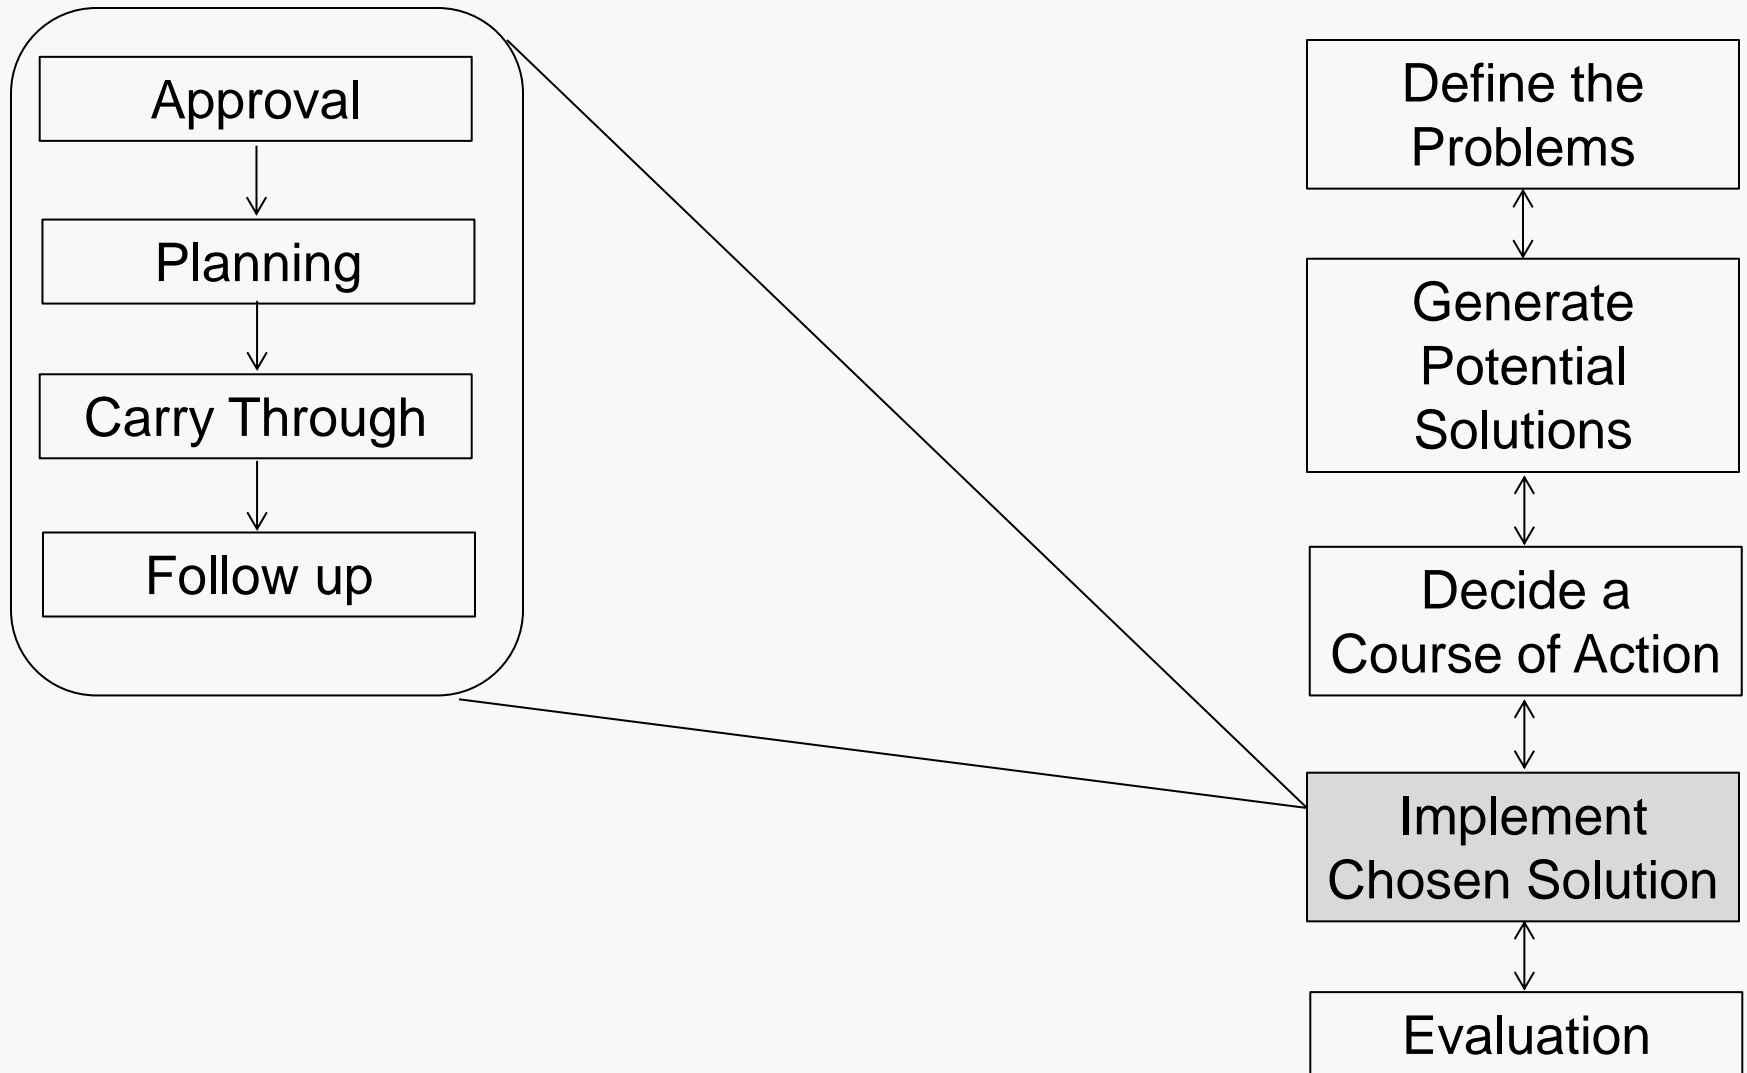 Approval
Planning
Carry Through
Follow up
Define the
Problems
Generate
Potential
Solutions
Decide a
Course of Action
Implement
Chosen Solution
Evaluation